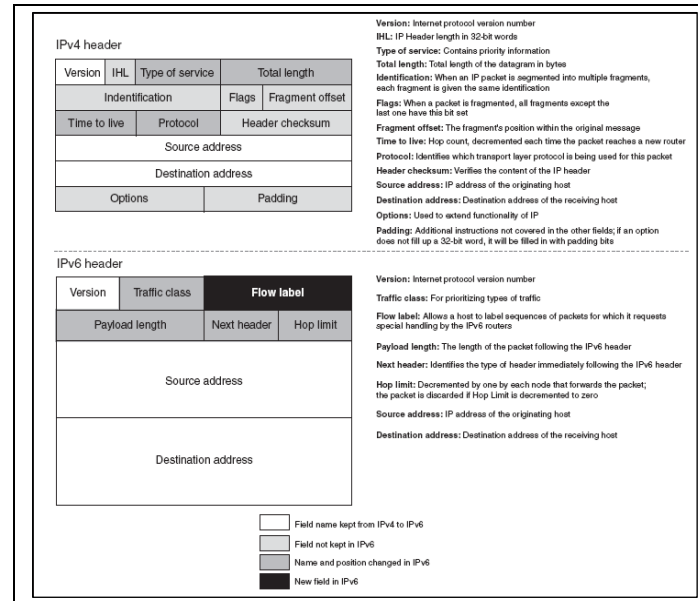 IPv4 header
Version IHL Type of service Total length
Indentification Flags Fragment offset
Time to live Protocol Header checksum
Source address
Destination address
Options Padding
Version: Internet protocol version number
IHL: IP Header length in 32-bit words
Type of service: Contains priority information
Total length: Total length of the datagram in bytes
Identification: When an IP packet is segmented into multiple fragments,
each fragment is given the same identification
Flags: When a packet is fragmented, all fragments except the
last one have this bit set
Fragment offset: The fragment's position within the original message
Time to live: Hop count, decremented each time the packet reaches a new router
Protocol: Identifies which transport layer protocol is being used for this packet
Header checksum: Verifies the content of the IP header
Source address: IP address of the originating host
Destination address: Destination address of the receiving host
Options: Used to extend functionality of IP
Padding: Additional instructions not covered in the other fields; if an option
does not fill up a 32-bit word, it will be filled in with padding bits
IPv6 header
Version Traffic class Flow label
Payload length Next header Hop limit
Source address
Destination address
Version: Internet protocol version number
Traffic class: For prioritizing types of traffic
Flow label: Allows a host to label sequences of packets for which it requests
special handling by the IPv6 routers
Payload length: The length of the packet following the IPv6 header
Next header: Identifies the type of header immediately following the IPv6 header
Hop limit: Decremented by one by each node that forwards the packet;
the packet is discarded if Hop Limit is decremented to zero
Source address: IP address of the originating host
Destination address: Destination address of the receiving host
Field name kept from IPv4 to IPv6
Field not kept in IPv6
Name and position changed in IPv6
New field in IPv6